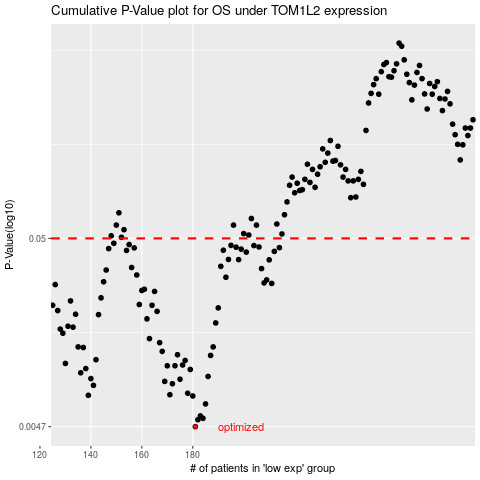 Cumulative P-Value plot for OS under TOM1L2 expression
P-Value(log10)
0.05
0.0047
optimized
120 140 160 180
# of patients in 'low exp' group